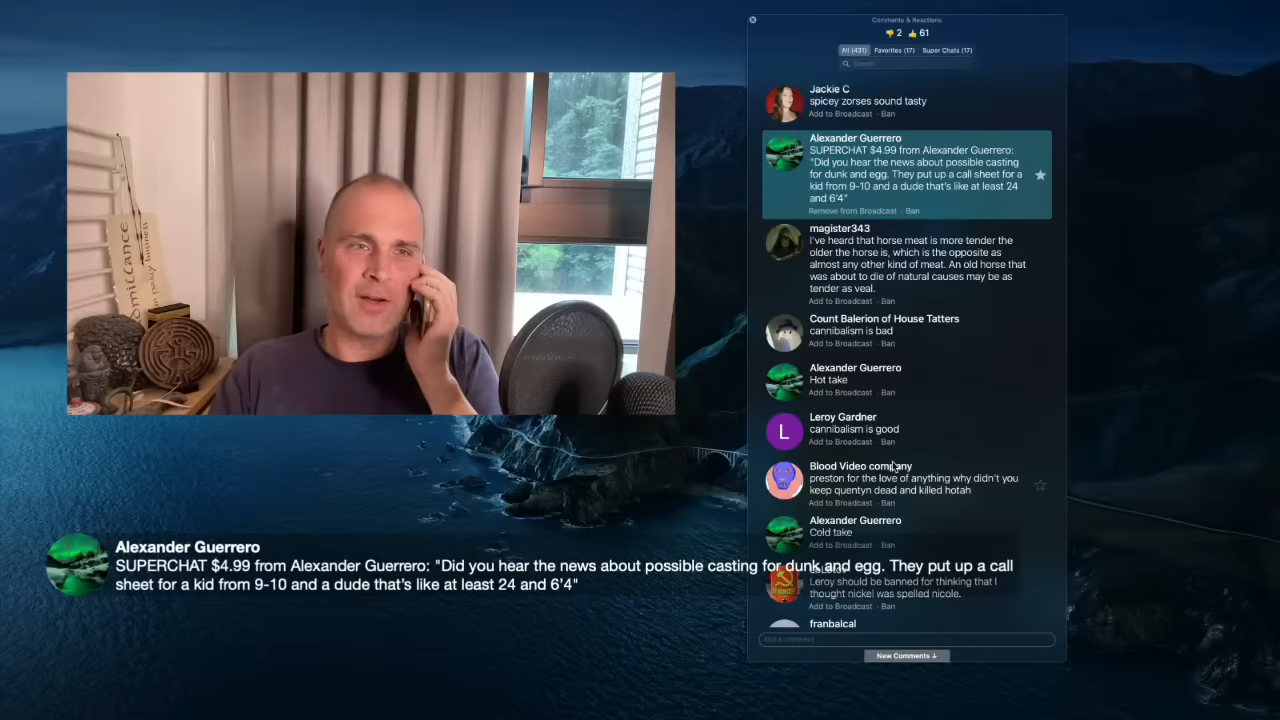 Comments & Reactions
2 61
All (431) Favorites (17) Super Chats (17)
Search
Jackie C
spicey zorses sound tasty
Add to Broadcast · Ban
Alexander Guerrero
SUPERCHAT $4.99 from Alexander Guerrero:
"Did you hear the news about possible casting
for dunk and egg. They put up a call sheet for a
kid from 9-10 and a dude that's like at least 24
and 6'4"
Remove from Broadcast · Ban
magister343
I've heard that horse meat is more tender the
older the horse is, which is the opposite as
almost any other kind of meat. An old horse that
was about to die of natural causes may be as
tender as veal.
Add to Broadcast · Ban
Count Balerion of House Tatters
cannibalism is bad
Add to Broadcast · Ban
Alexander Guerrero
Hot take
Add to Broadcast · Ban
L
Leroy Gardner
cannibalism is good
Add to Broadcast · Ban
Blood Video company
preston for the love of anything why didn't you
keep quentyn dead and killed hotah
Add to Broadcast · Ban
Alexander Guerrero
Cold take
Add to Broadcast · Ban
Leroy should be banned for thinking that I
thought nickel was spelled nicole.
Add to Broadcast · Ban
franbalcal
Add a comment
New Comments ↓
Alexander Guerrero
SUPERCHAT $4.99 from Alexander Guerrero: "Did you hear the news about possible casting for dunk and egg. They put up a call
sheet for a kid from 9-10 and a dude that's like at least 24 and 6'4"